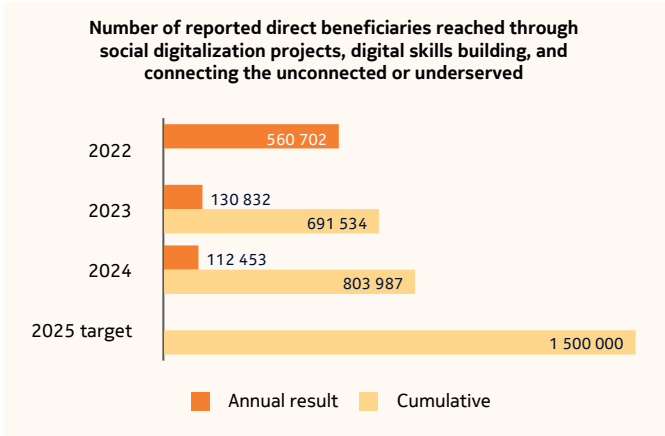 Number of reported direct beneficiaries reached through
social digitalization projects, digital skills building, and
connecting the unconnected or underserved
2022
560 702
2023
130 832
691 534
2024
112 453
803 987
2025 target
1 500 000
Annual result
Cumulative